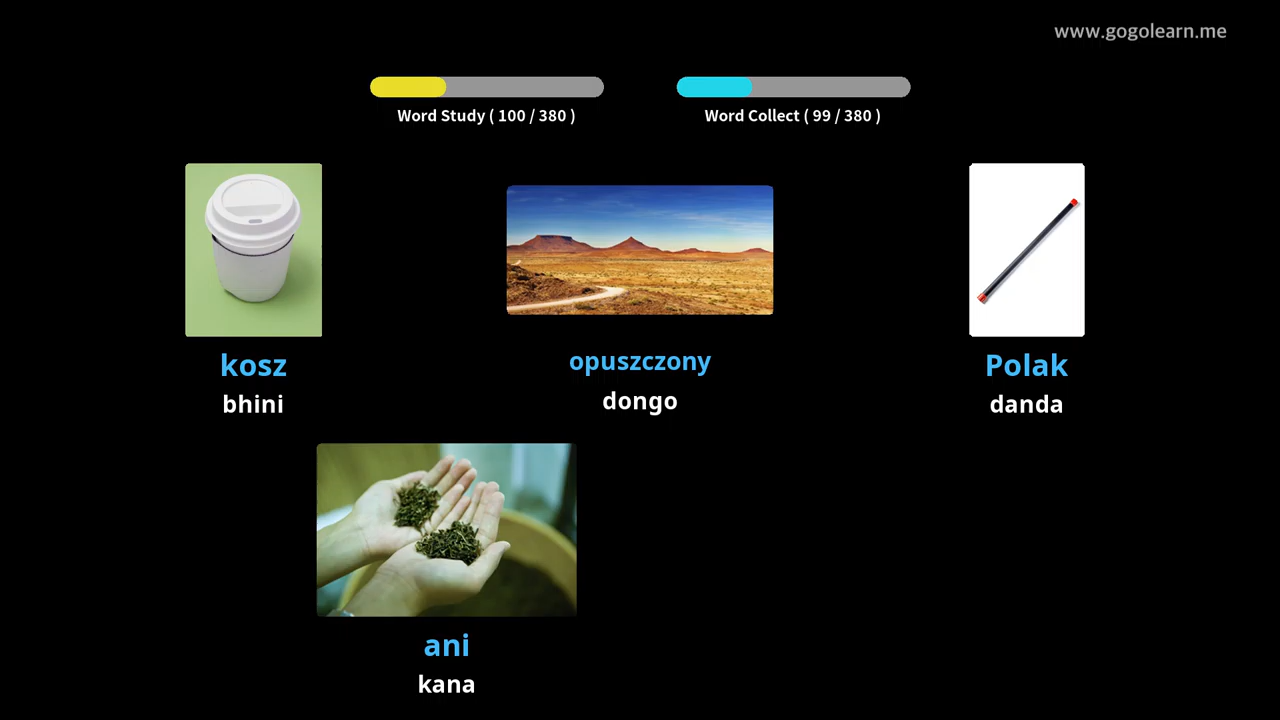 www.gogolearn.me
Word Study ( 100 / 380 )
Word Collect ( 99 / 380 )
kosz
bhini
opuszczony
dongo
Polak
danda
ani
kana